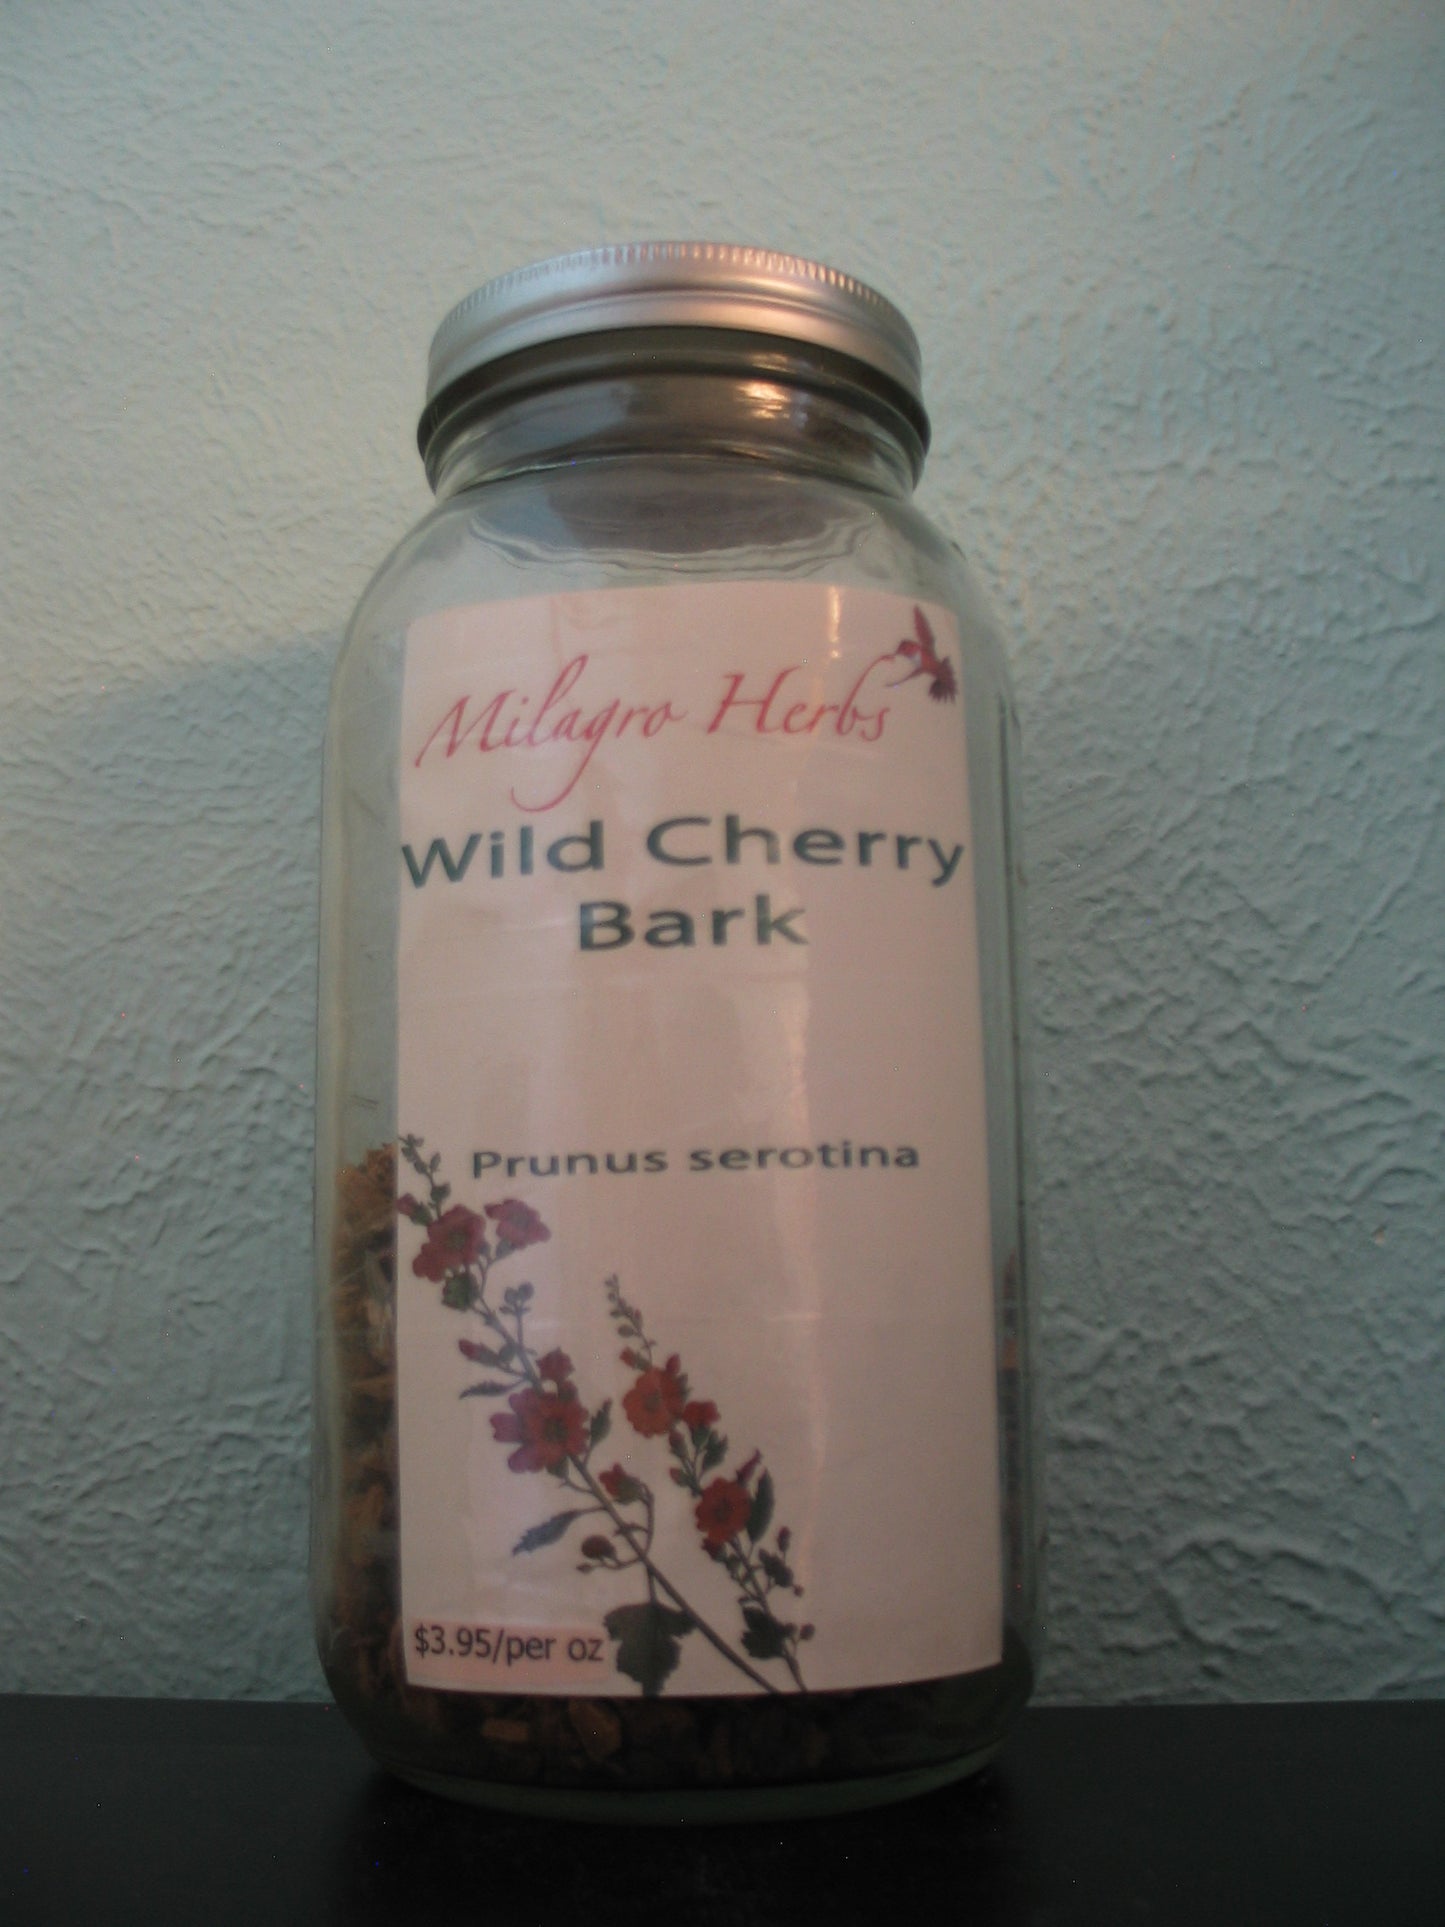 Milagro Herbs
Wild Cherry
Bark
Prunus serotina
$3.95/per oz